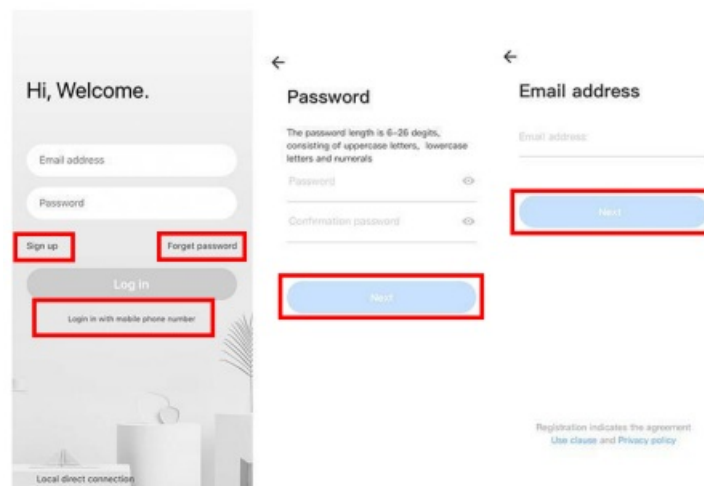 Hi, Welcome.
Email address
Password
Sign up
Forget password
Log in
Login in with mobile phone number
Local direct connection
Password
The password length is 6-26 degits,
consisting of uppercase letters, lowercase
letters and nurrerals
Password
Confirmation password
Next
Email address
Email address
Next
Registration indicates the agreement
Use clause and Privacy policy